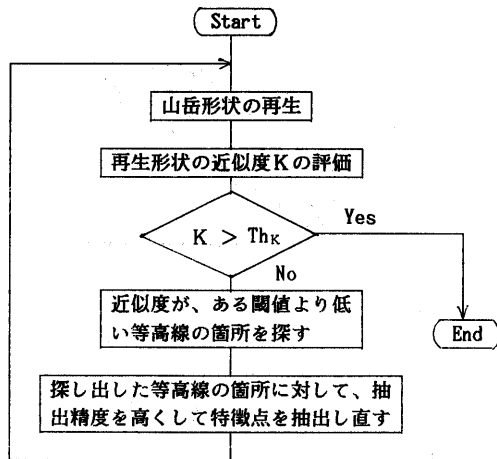 Start
山岳形状の再生
再生形状の近似度Kの評価
K > ThK
Yes
No
近似度が、ある閾値より低
い等高線の箇所を探す
End
探し出した等高線の箇所に対して、抽
出精度を高くして特徴点を抽出し直す